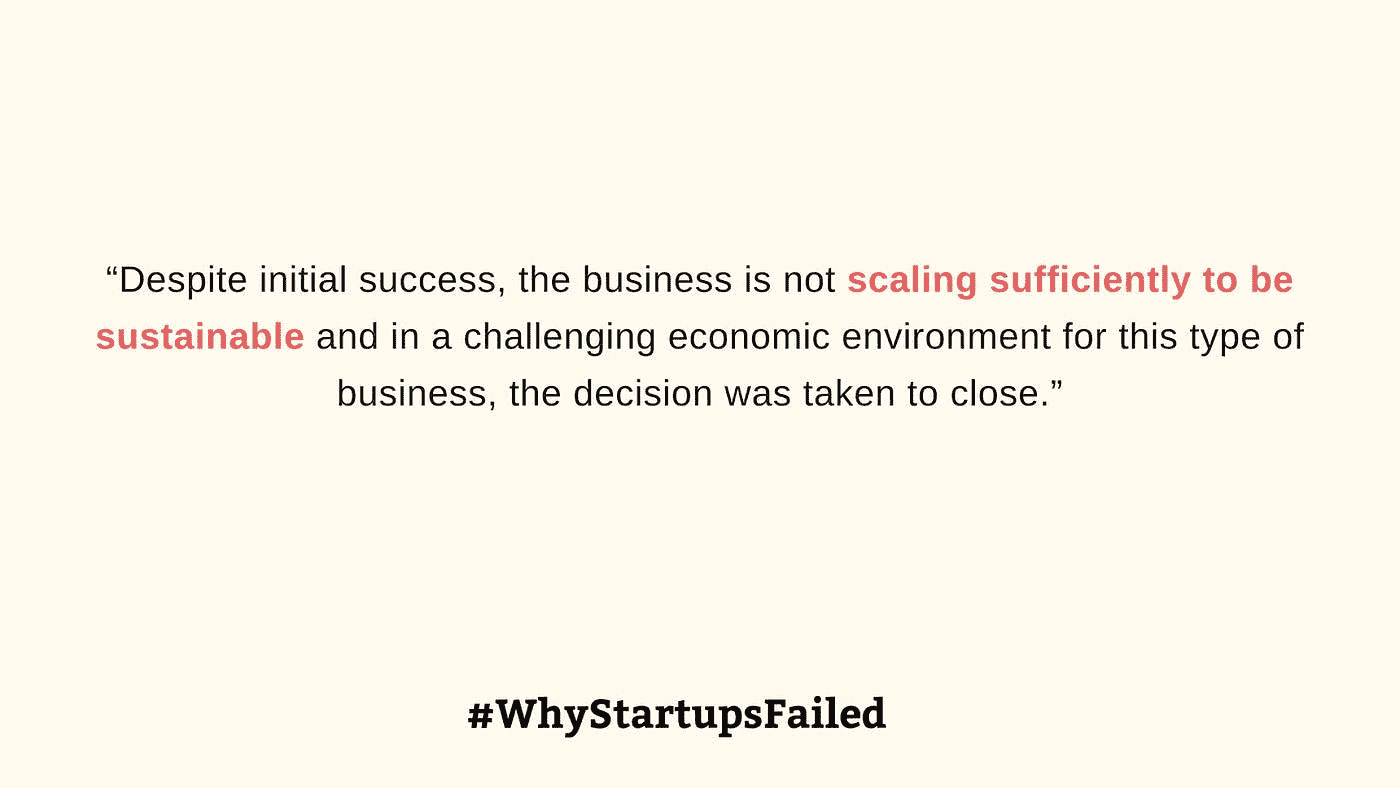 “Despite initial success, the business is not scaling sufficiently to be
sustainable and in a challenging economic environment for this type of
business, the decision was taken to close.”
#WhyStartupsFailed